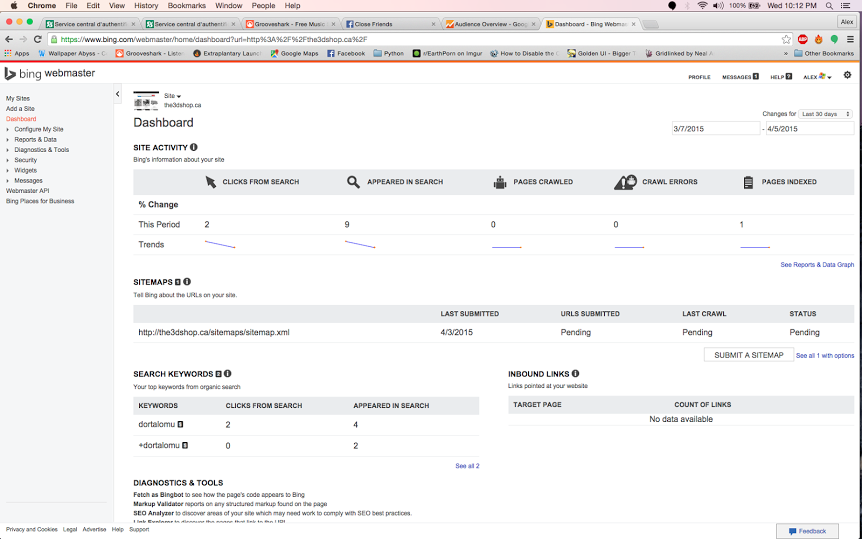 Chrome File Edit View History Bookmarks Window People Help 100% Wed 10:12 PM
Service central d'authenti Service central d'authenti Grooveshark - Free Music Close Friends Audience Overview - Goog Dashboard - Bing Webmas Alex
https://www.bing.com/webmaster/home/dashboard?url=http%3A%2F%2Fthe3dshop.ca%2F
Apps Wallpaper Abyss - Grooveshark - Listen Extraplantary Launch Google Maps Facebook Python r/EarthPorn on Imgur How to Disable the Golden UI - Bigger T Gridlinked by Neal A » Other Bookmarks
bing webmaster
PROFILE MESSAGES HELP ? ALEX
My Sites
Add a Site
Dashboard
Configure My Site
Reports & Data
Diagnostics & Tools
Security
Widgets
Messages
Webmaster API
Bing Places for Business
Site
the3dshop.ca
Dashboard
Changes for Last 30 days
3/7/2015 - 4/5/2015
SITE ACTIVITY
Bing's information about your site
CLICKS FROM SEARCH APPEARED IN SEARCH PAGES CRAWLED CRAWL ERRORS PAGES INDEXED
% Change
This Period 2 9 0 0 1
Trends
See Reports & Data Graph
SITEMAPS
Tell Bing about the URLs on your site.
LAST SUBMITTED URLS SUBMITTED LAST CRAWL STATUS
http://the3dshop.ca/sitemaps/sitemap.xml 4/3/2015 Pending Pending Pending
SUBMIT A SITEMAP See all 1 with options
SEARCH KEYWORDS
Your top keywords from organic search
KEYWORDS CLICKS FROM SEARCH APPEARED IN SEARCH
dortalomu 2 4
+dortalomu 0 2
See all 2
INBOUND LINKS
Links pointed at your website
TARGET PAGE COUNT OF LINKS
No data available
DIAGNOSTICS & TOOLS
Fetch as Bingbot to see how the page's code appears to Bing
Markup Validator reports on any structured markup found on the page
SEO Analyzer to discover areas of your site which may need work to comply with SEO best practices.
Link Explorer to discover the pages that link to the URL
Privacy and Cookies Legal Advertise Help Support
Feedback